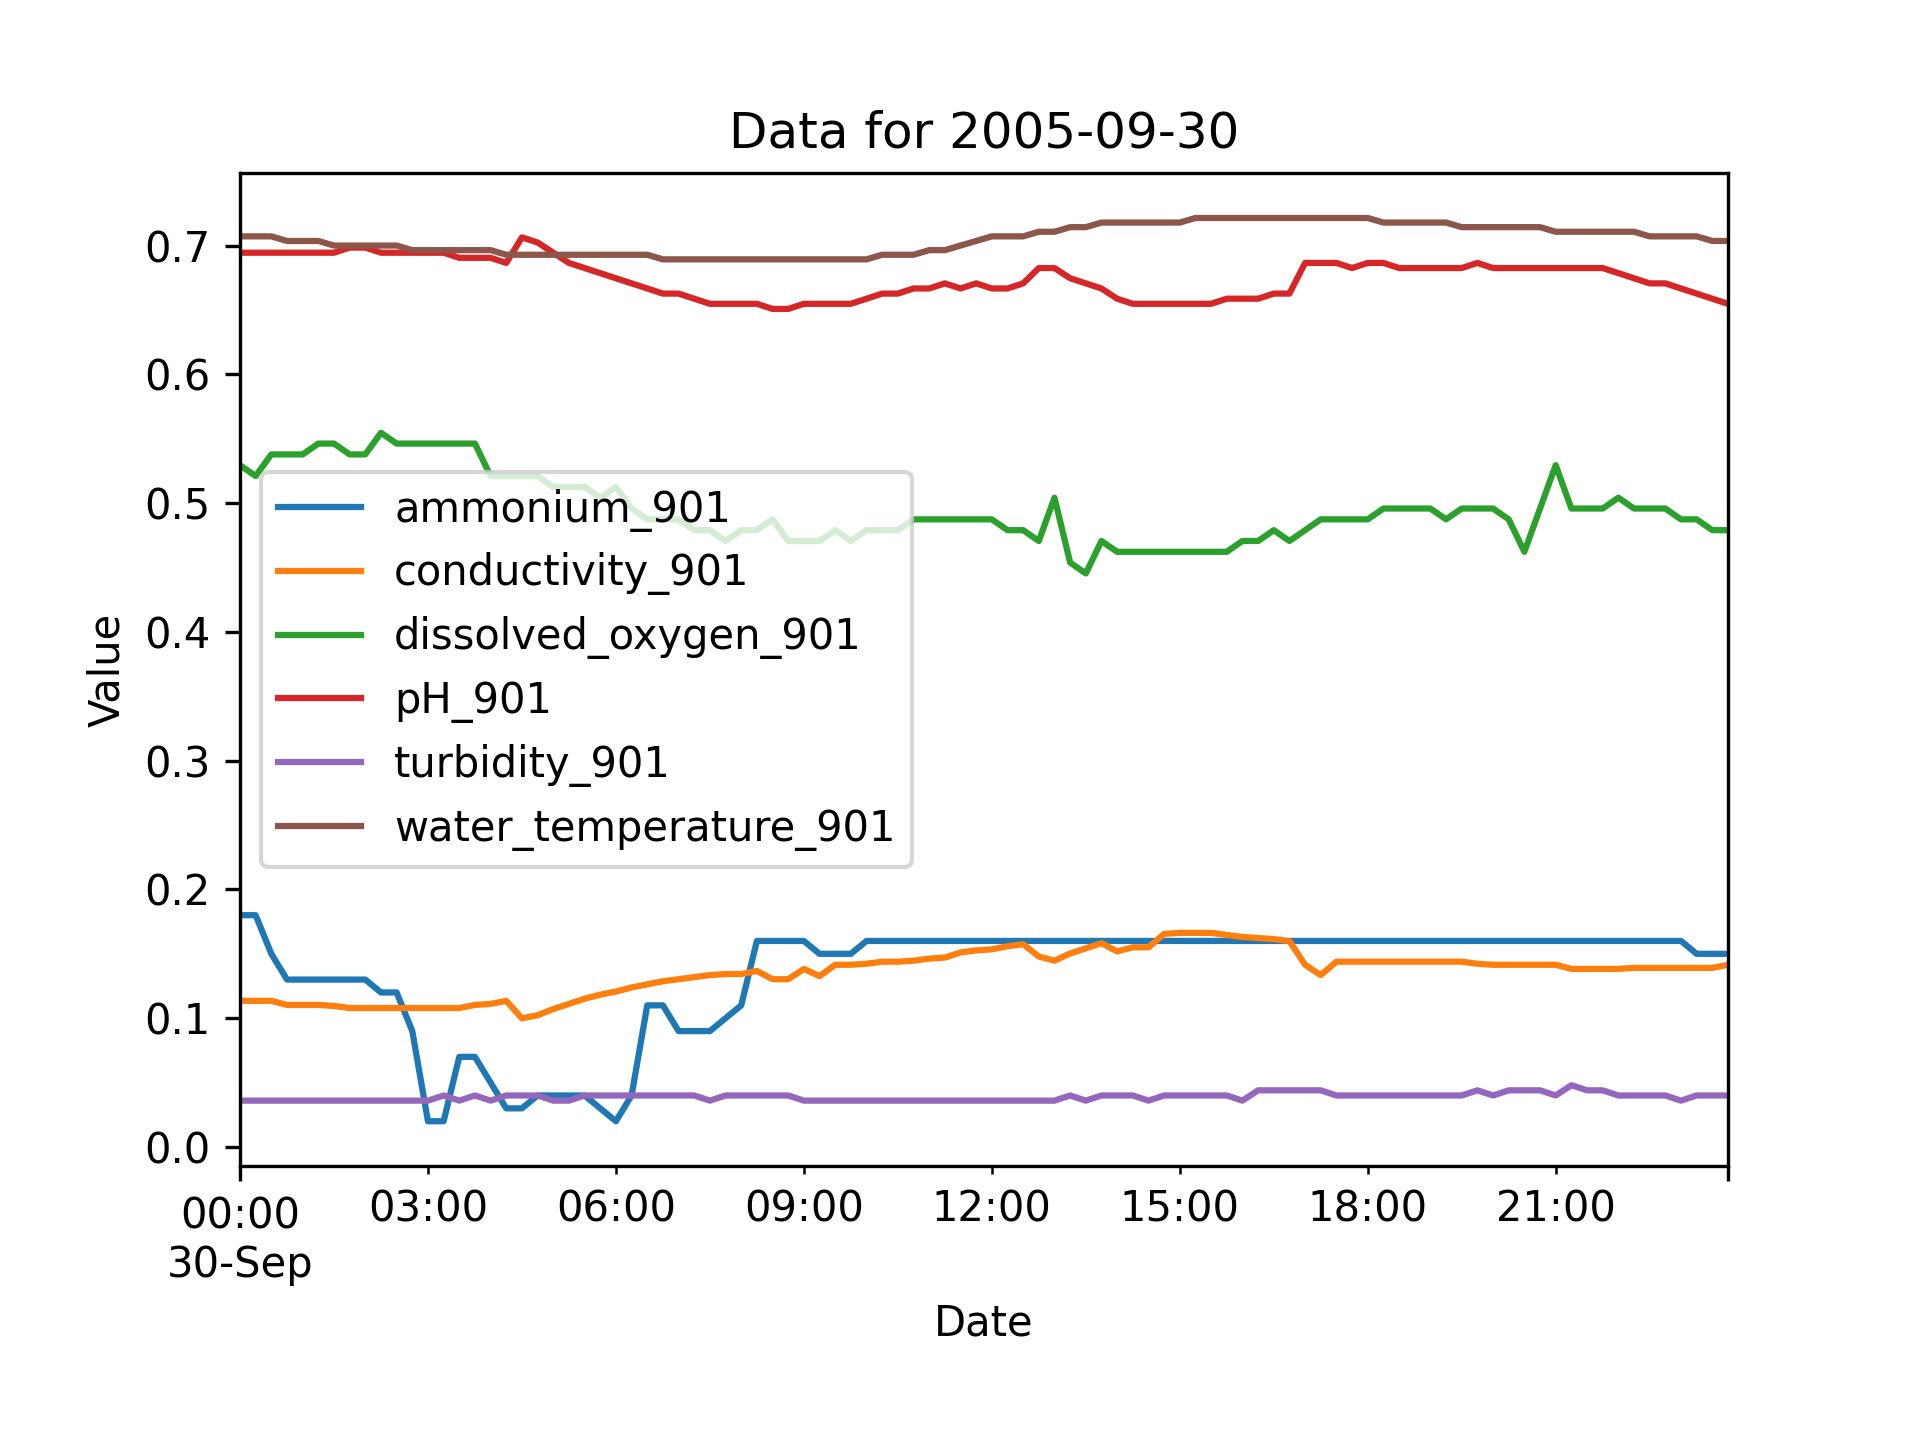 Data for 2005-09-30
Value
0.7
0.6
0.5
0.4
0.3
0.2
0.1
0.0
ammonium_901
conductivity_901
dissolved_oxygen_901
pH_901
turbidity_901
water_temperature_901
00:00 03:00 06:00 09:00 12:00 15:00 18:00 21:00
30-Sep
Date